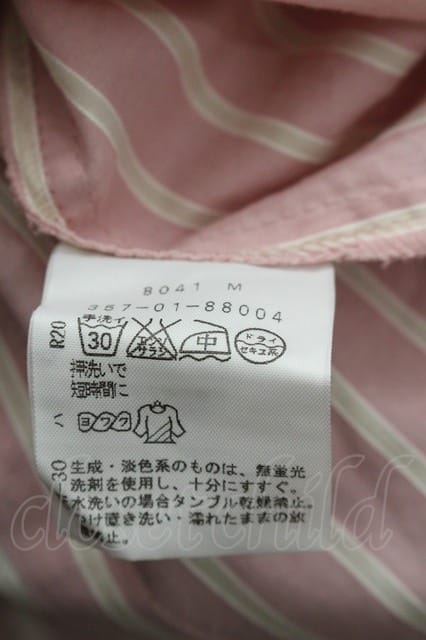 8041 M
357-01-88004
R20
手洗イ
30
エンソ
サラシ
中
ドライ
セキユ系
押洗いで
短時間に
ヨワク
30
生成・淡色系のものは、無蛍光
洗剤を使用し、十分にすすぐ。
水洗いの場合タンブル乾燥禁止。
け置き洗い・濡れたままの放
止。
child